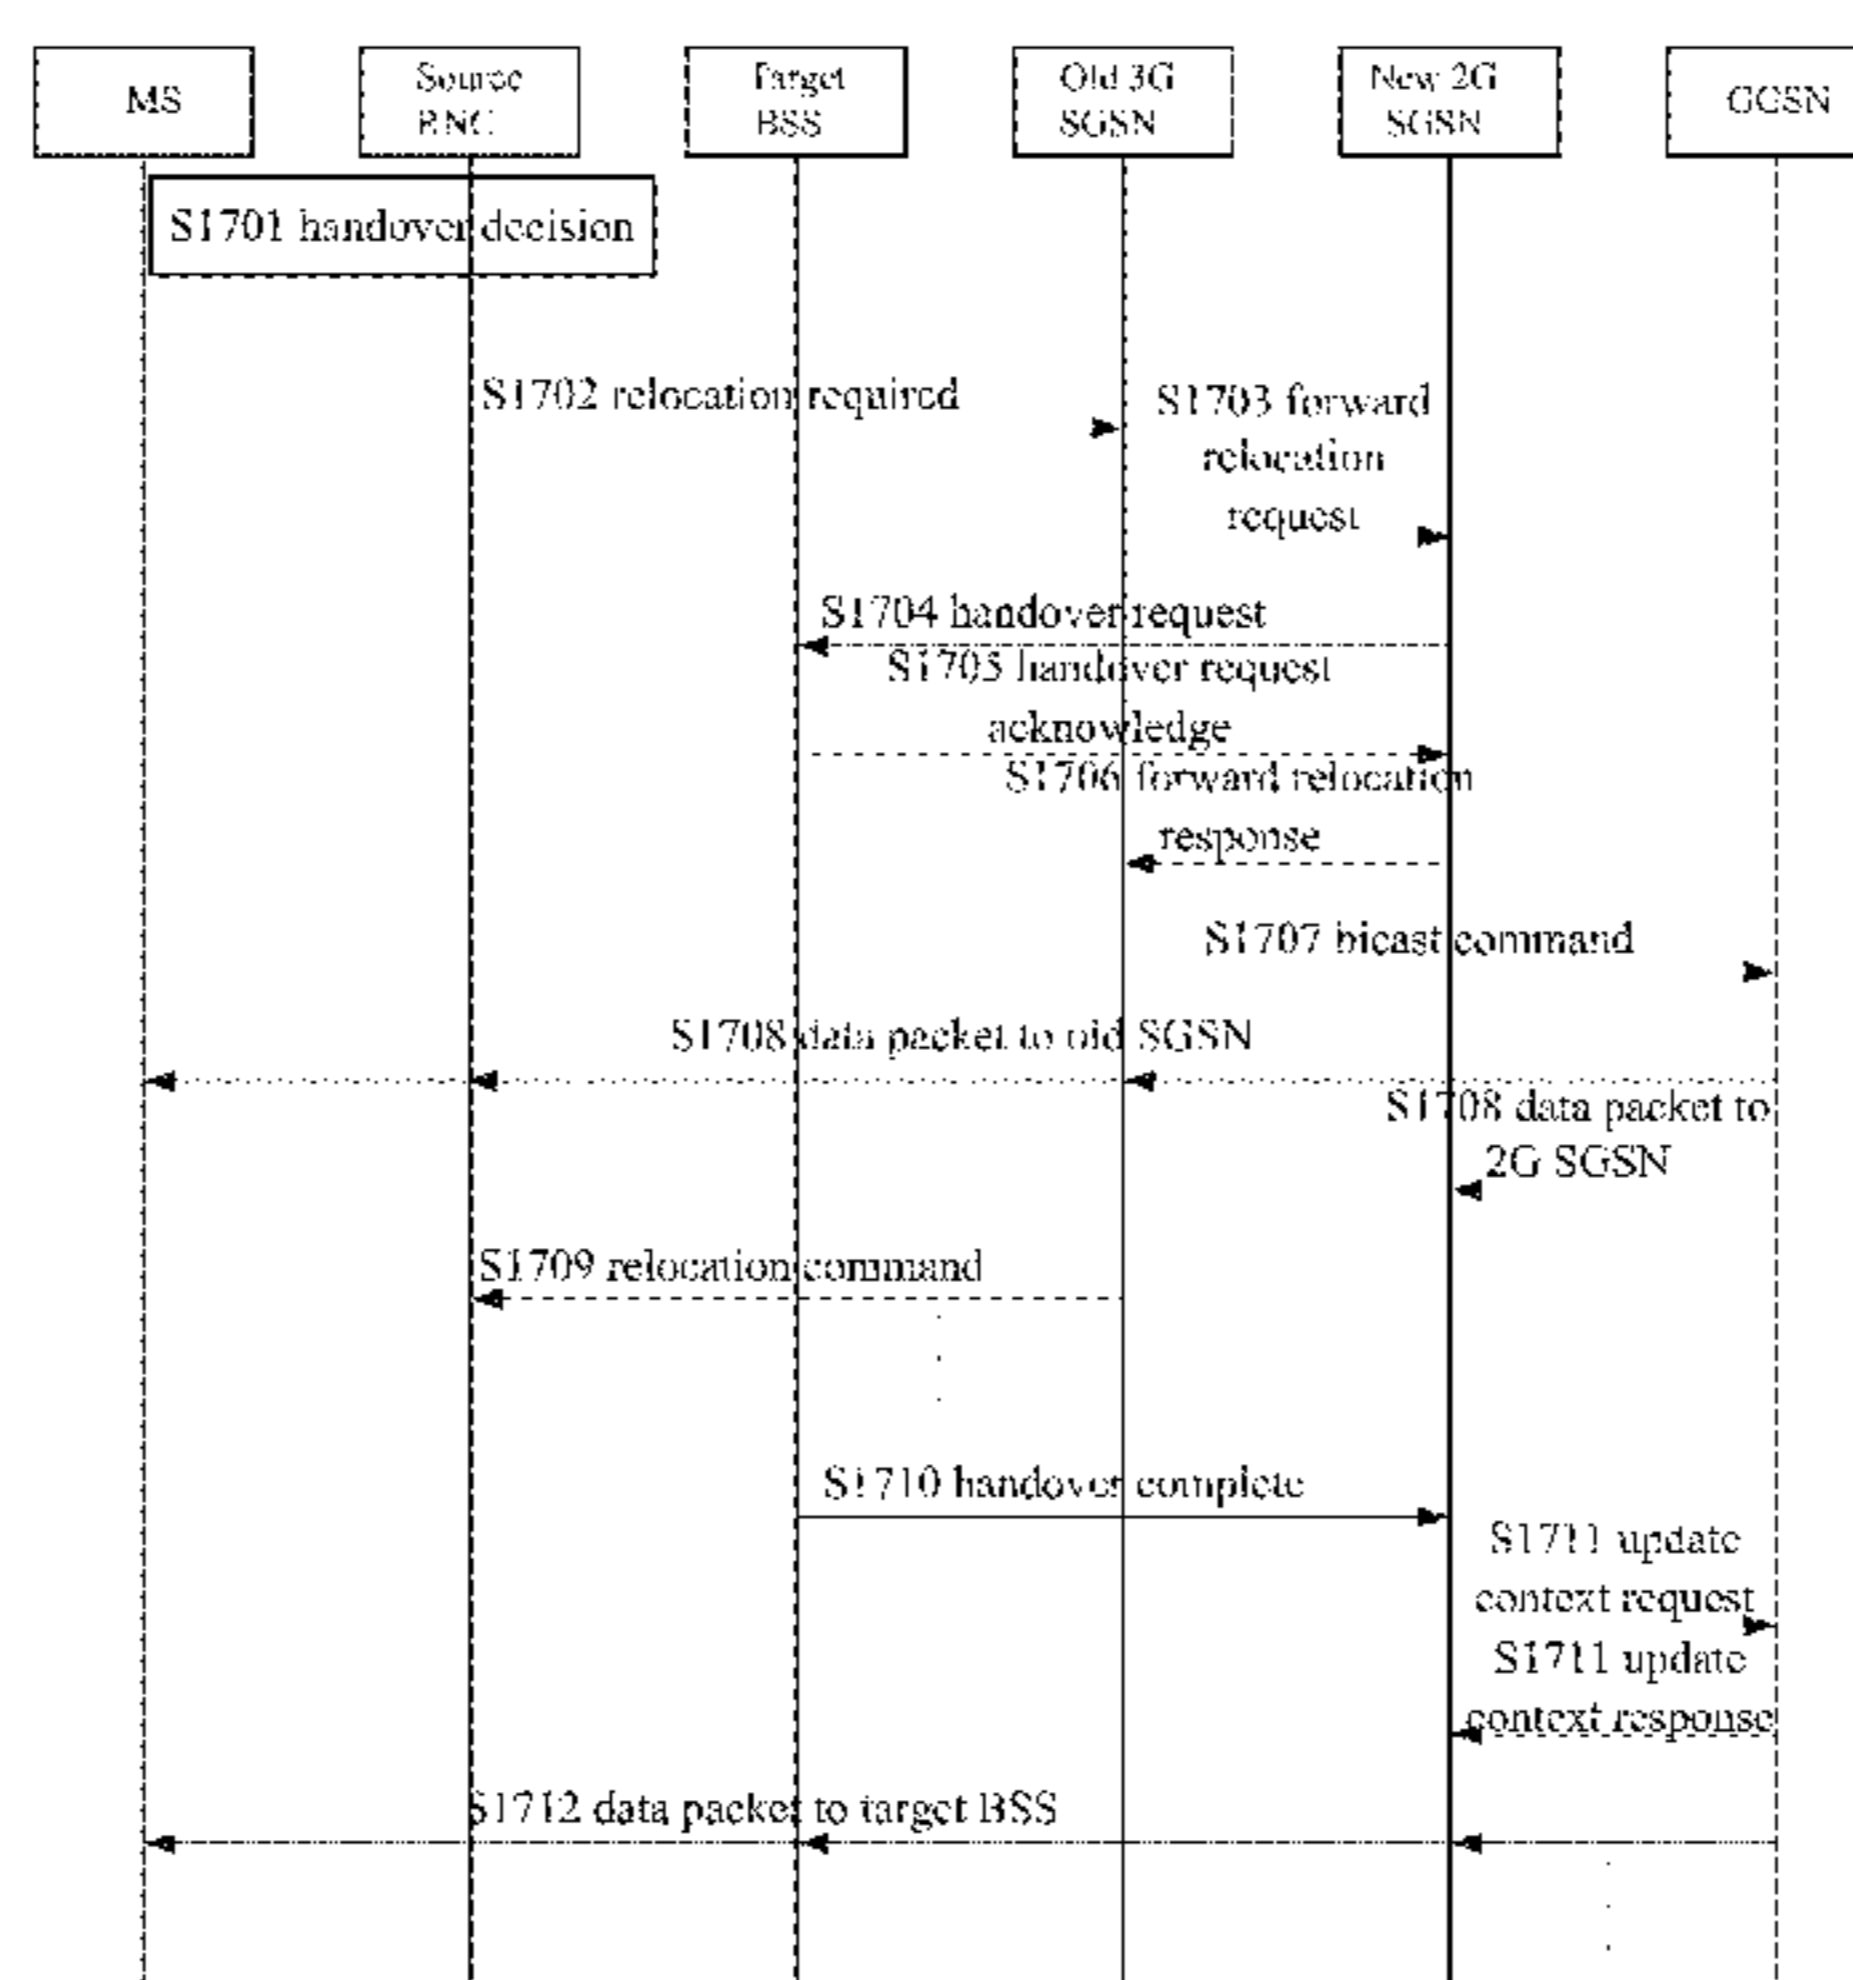 MS
Source
RNC
Target
BSS
Old 3G
SGSN
New 2G
SGSN
GGSN
S1701 handover decision
S1702 relocation required
S1703 forward
relocation
request
S1704 handover request
S1705 handover request
acknowledge
S1706 forward relocation
response
S1707 bicast command
S1708 data packet to old SGSN
S1708 data packet to
2G SGSN
S1709 relocation command
S1710 handover complete
S1711 update
context request
S1711 update
context response
S1712 data packet to target BSS